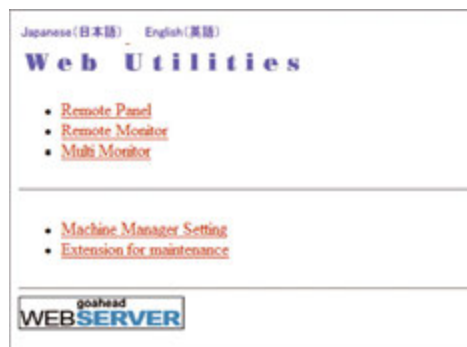 Japanese(日本語) English(英語)
Web Utilities
Remote Panel
Remote Monitor
Multi Monitor
Machine Manager Setting
Extension for maintenance
goahead
WEBSERVER